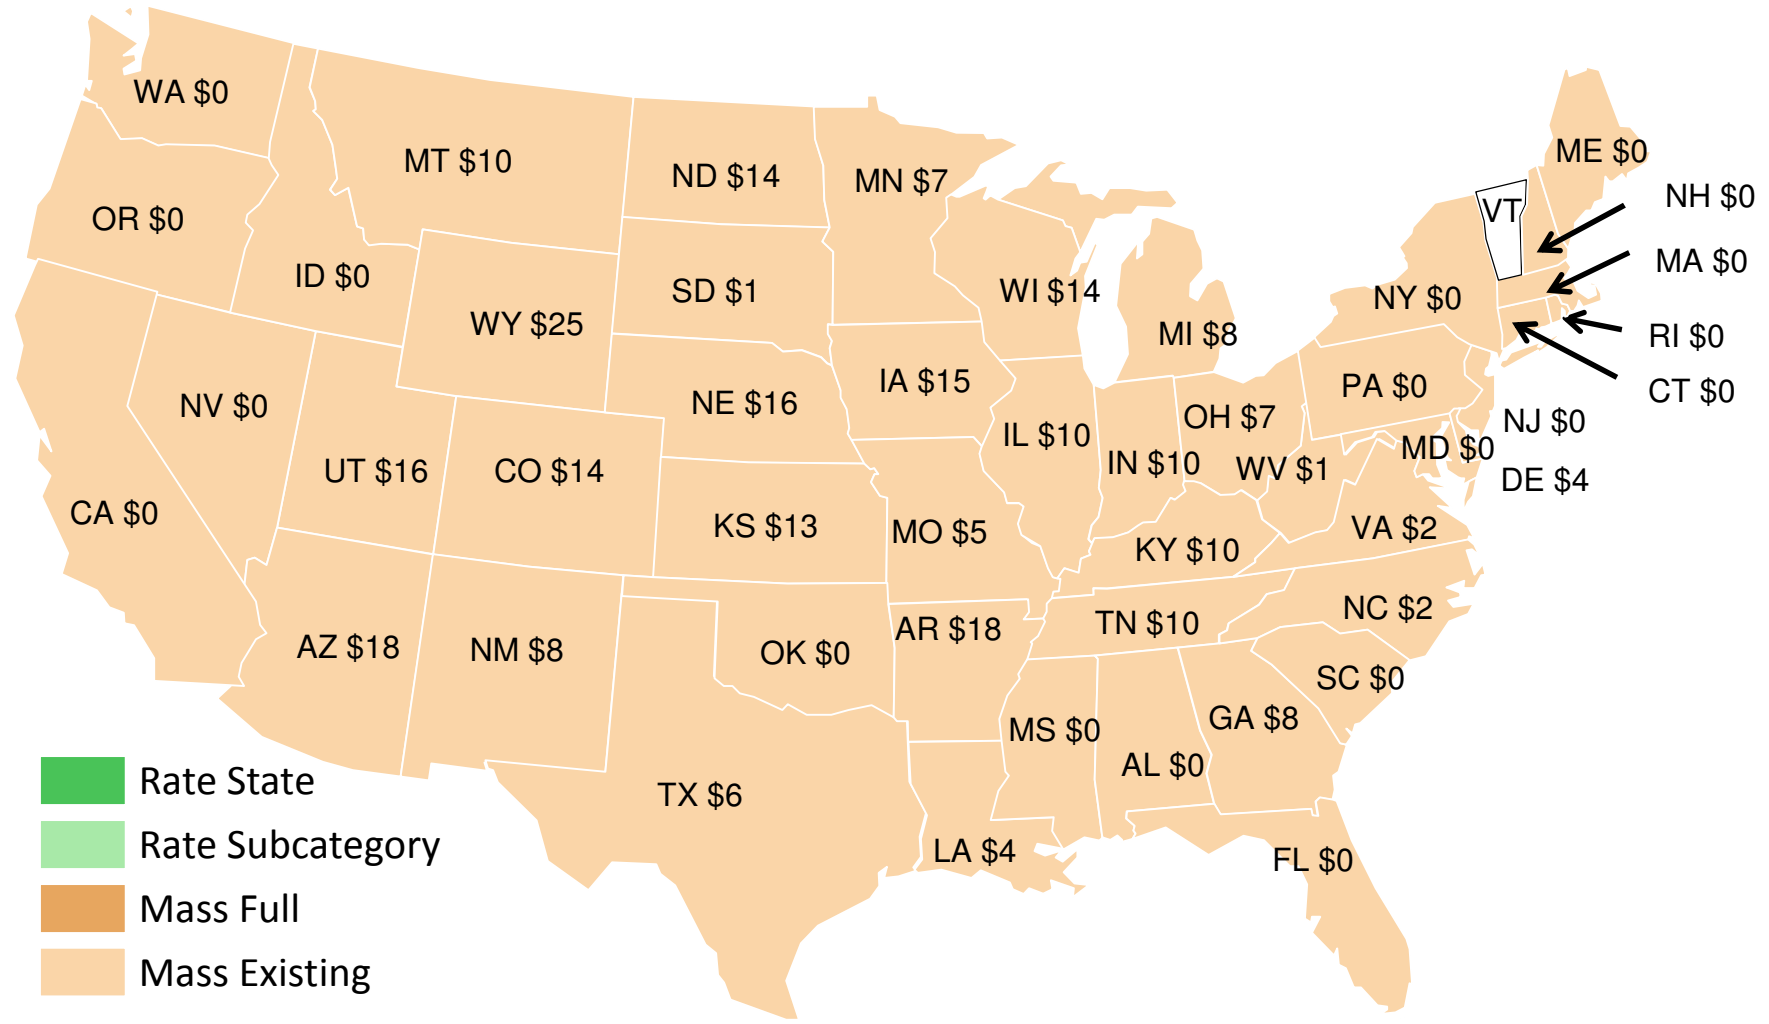 WA $0
MT $10
ND $14
MN $7
ME $0
NH $0
VT
OR $0
ID $0
SD $1
WI $14
MA $0
WY $25
NY $0
MI $8
RI $0
NV $0
NE $16
IA $15
PA $0
CT $0
UT $16
CO $14
IL $10
IN $10
OH $7
WV $1
MD $0
NJ $0
DE $4
CA $0
KS $13
MO $5
KY $10
VA $2
AZ $18
NM $8
OK $0
AR $18
TN $10
NC $2
SC $0
MS $0
AL $0
GA $8
TX $6
LA $4
FL $0
Rate State
Rate Subcategory
Mass Full
Mass Existing